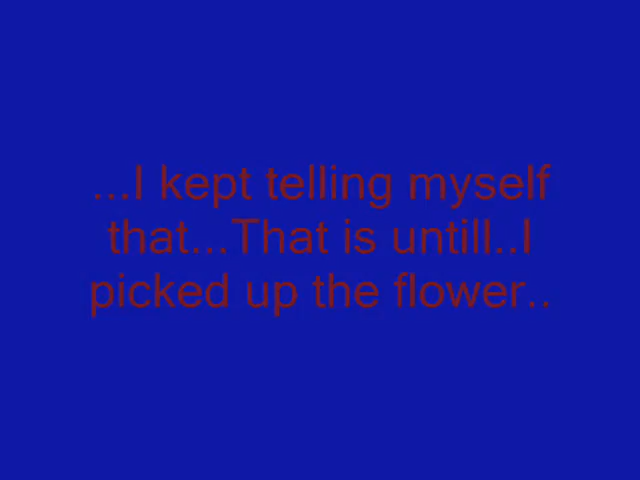 ...I kept telling myself
that...That is untill..I
picked up the flower..